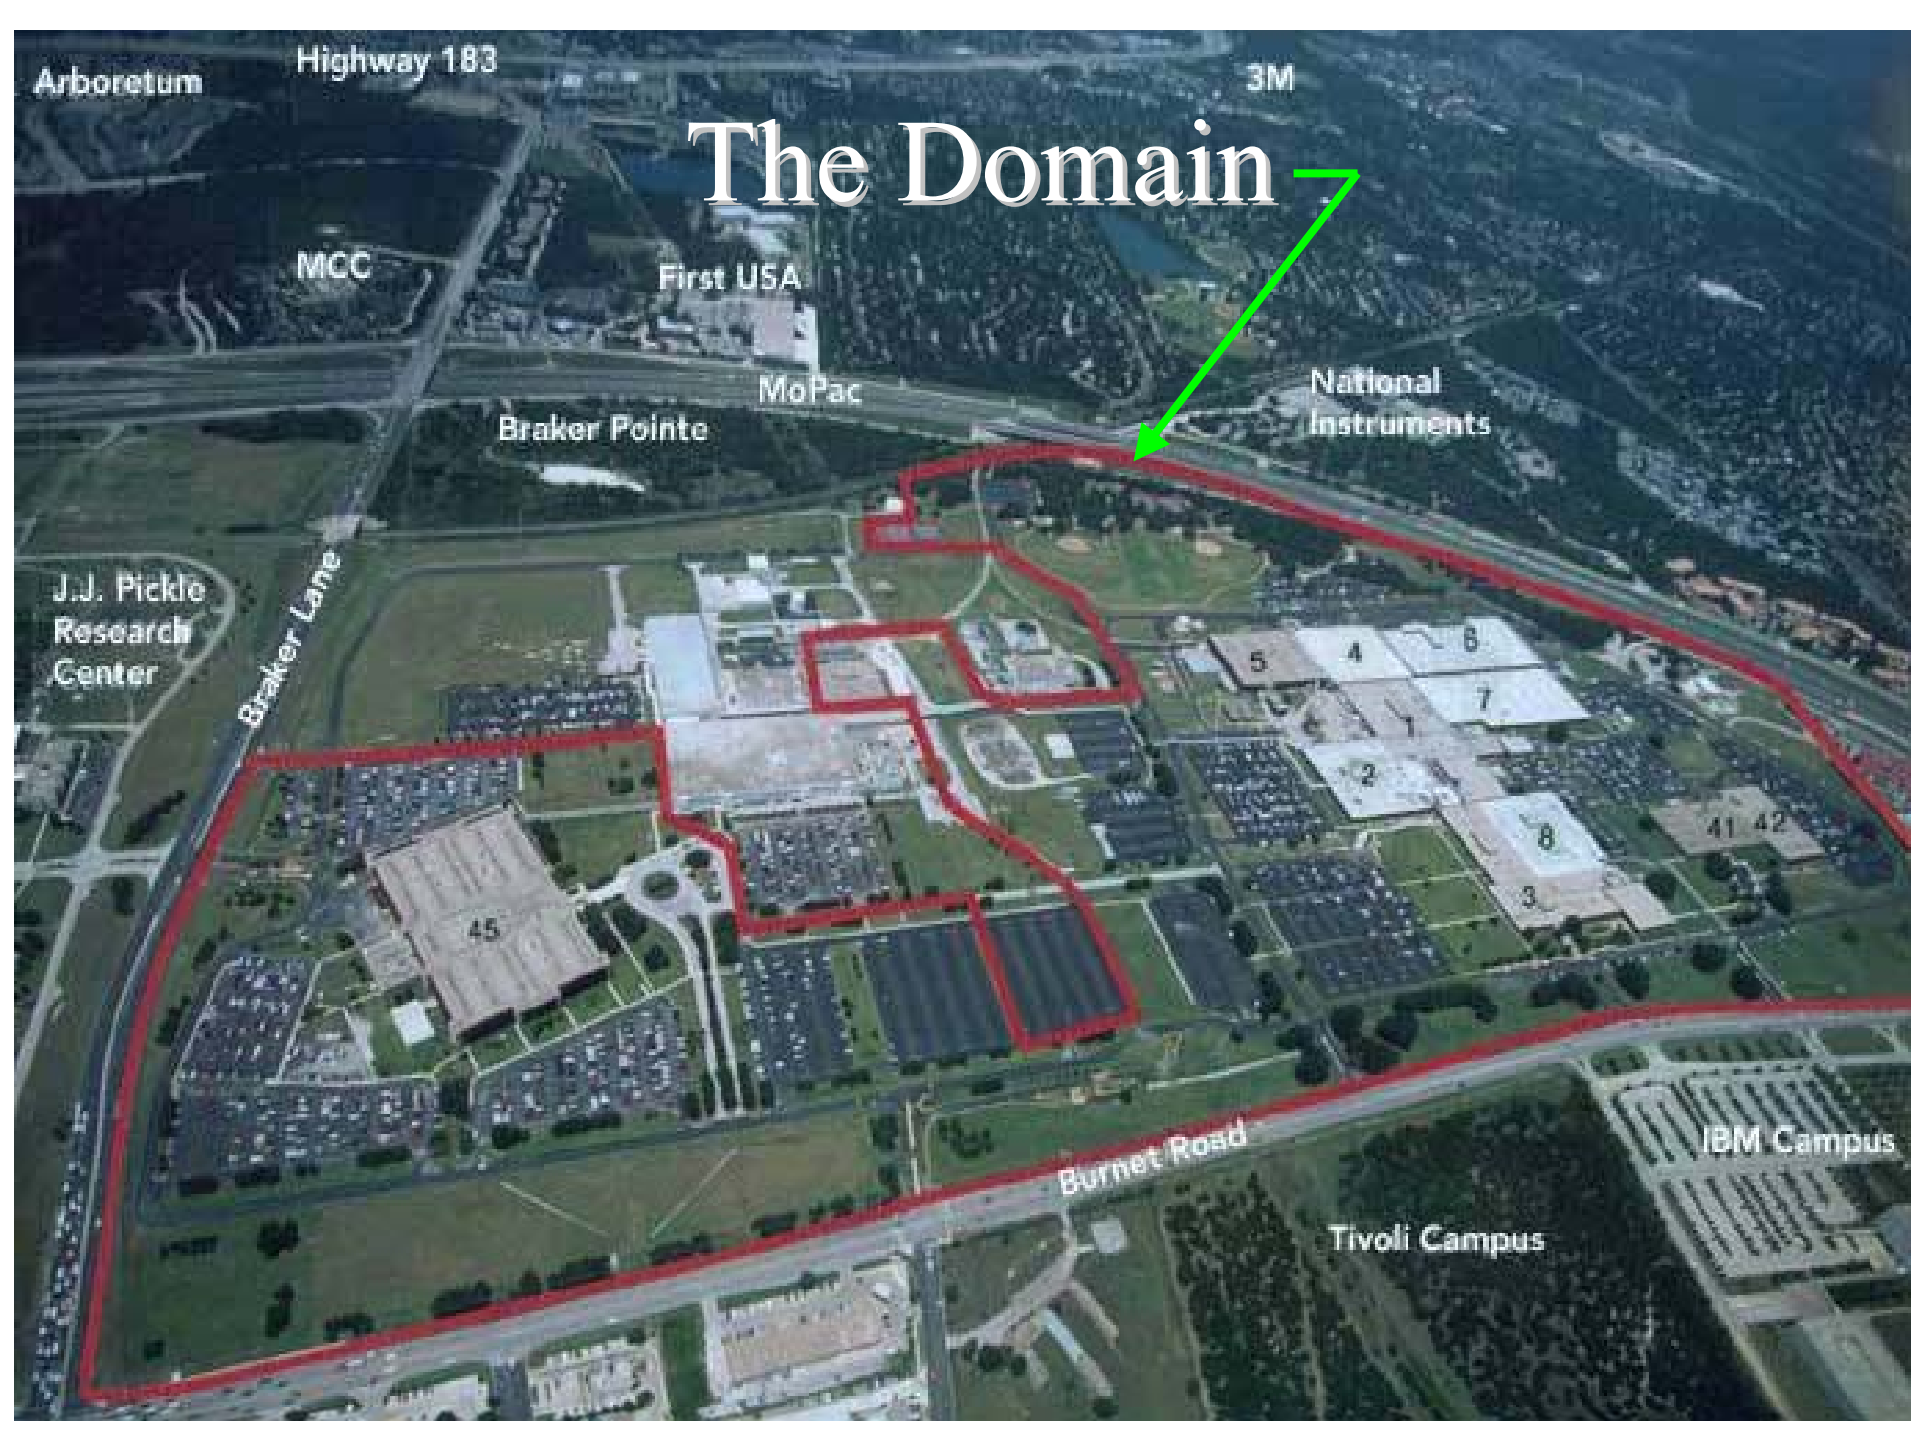 Highway 183
Arboretum
3M
The Domain
MCC
First USA
National
Instruments
MoPac
Braker Pointe
J.J. Pickle
Research
Center
Braker Lane
5
4
6
7
1
2
8
41 42
3
45
Burnet Road
IBM Campus
Tivoli Campus